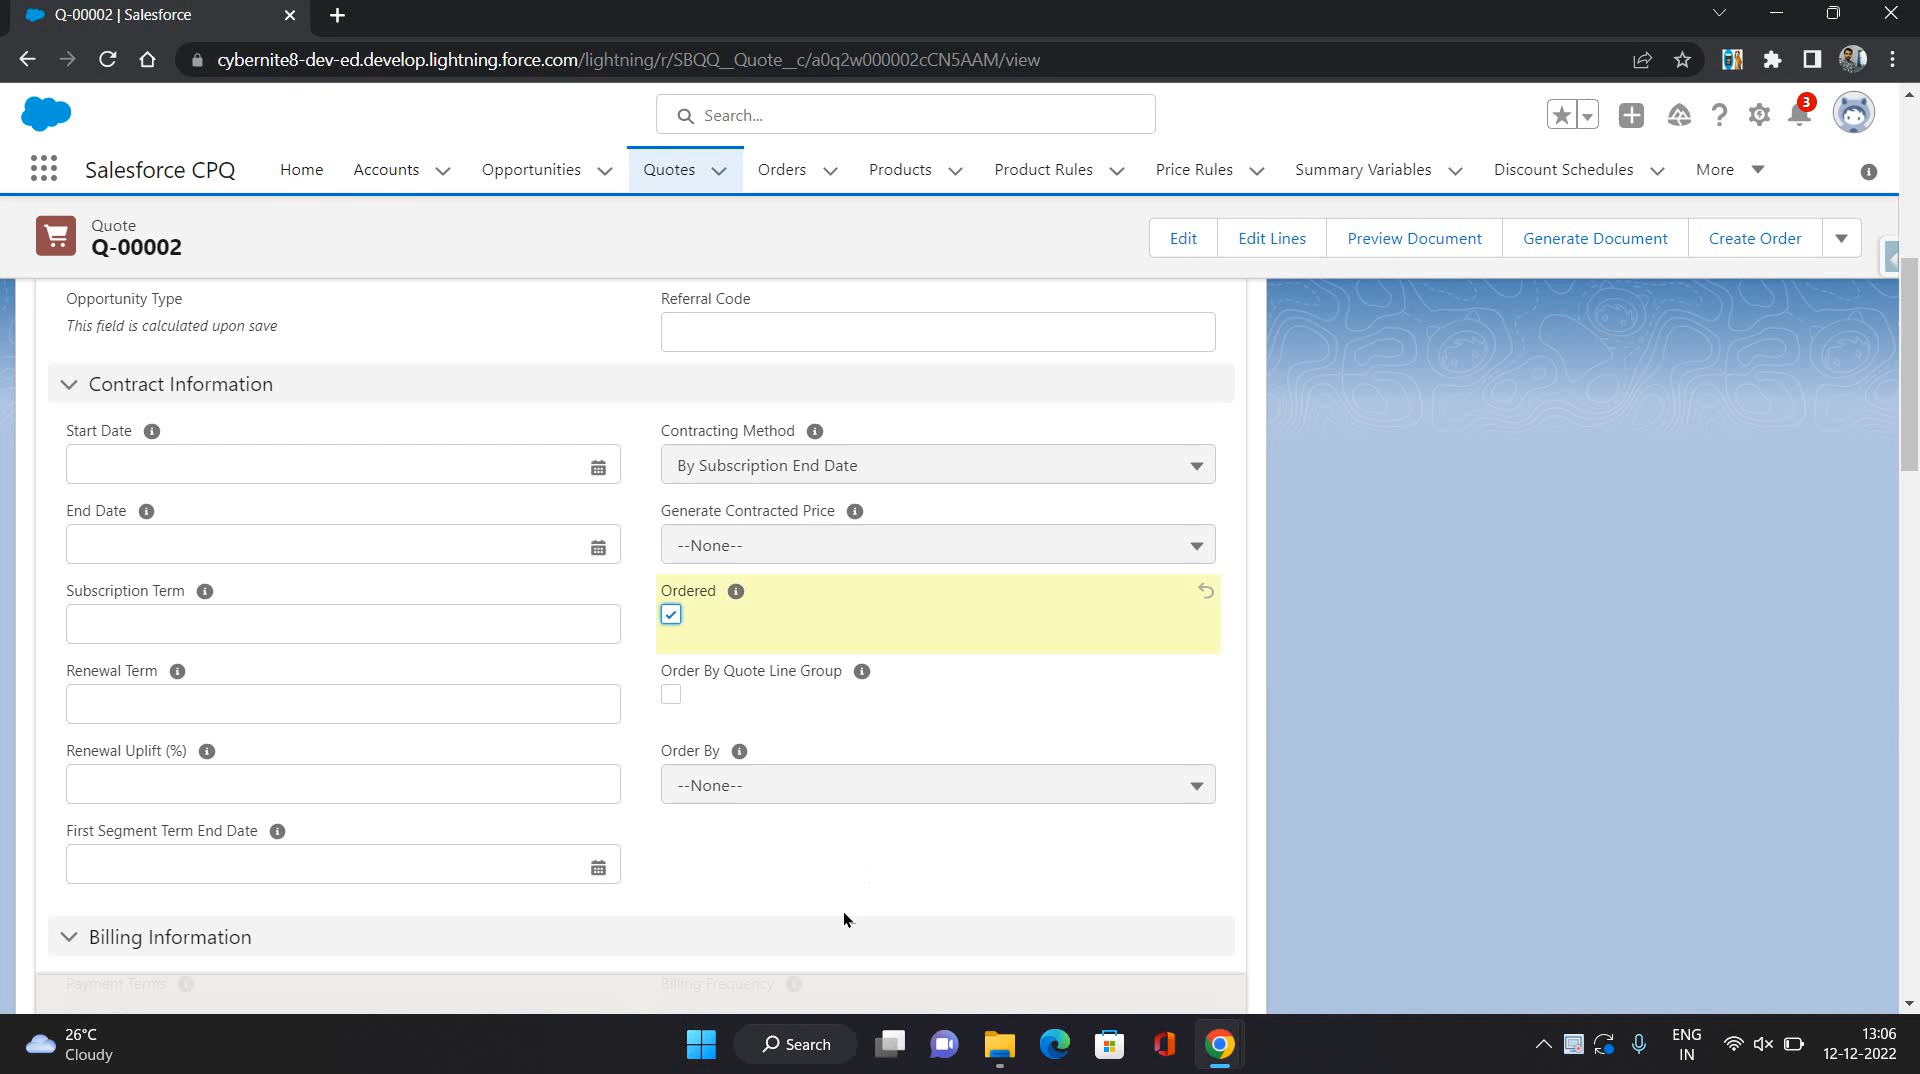 Q-00002 | Salesforce
cybernite8-dev-ed.develop.lightning.force.com/lightning/r/SBQQ__Quote__c/a0q2w000002cCN5AAM/view
Search...
3
Salesforce CPQ
Home
Accounts
Opportunities
Quotes
Orders
Products
Product Rules
Price Rules
Summary Variables
Discount Schedules
More
Quote
Q-00002
Edit
Edit Lines
Preview Document
Generate Document
Create Order
Opportunity Type
This field is calculated upon save
Referral Code
Contract Information
Start Date
Contracting Method
By Subscription End Date
End Date
Generate Contracted Price
--None--
Subscription Term
Ordered
Renewal Term
Order By Quote Line Group
Renewal Uplift (%)
Order By
--None--
First Segment Term End Date
Billing Information
Payment Terms
Billing Frequency
26°C
Cloudy
Search
ENG
IN
13:06
12-12-2022